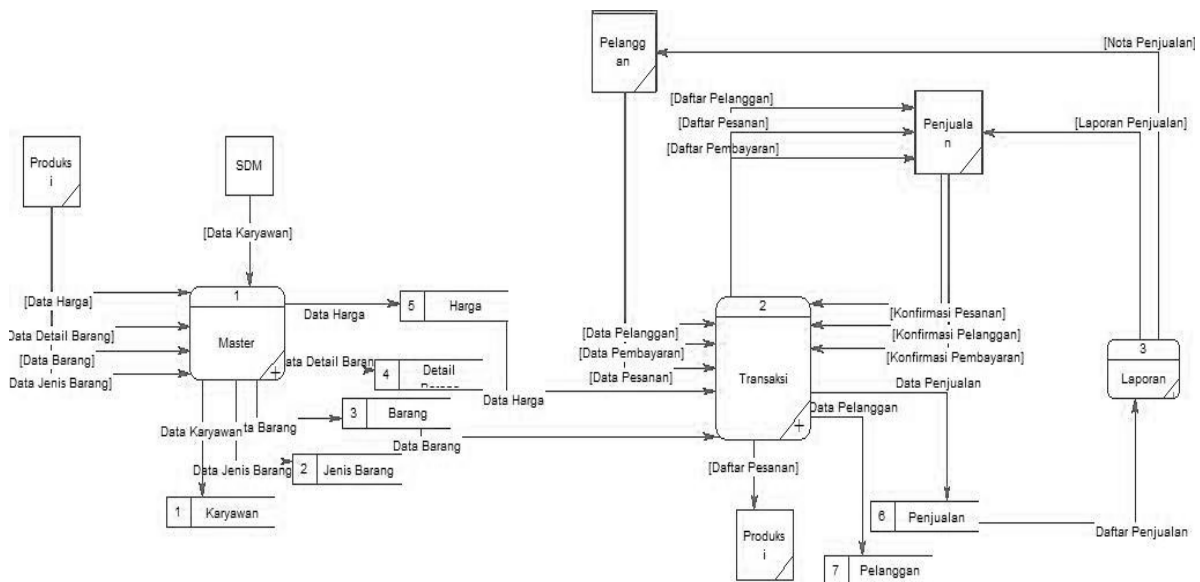 Pelangg
an
[Nota Penjualan]
[Daftar Pelanggan]
[Daftar Pesanan]
[Daftar Pembayaran]
Penjuala
n
[Laporan Penjualan]
Produks
i
SDM
[Data Karyawan]
[Data Harga]
Data Detail Barang]
[Data Barang]
Data Jenis Barang]
1
Master
Data Harga
5 Harga
ata Detail Baran
4 Detail
3 Barang
Data Harga
Data Karyawan
ta Barang
Data Barang
Data Jenis Barang
2 Jenis Barang
1 Karyawan
[Data Pelanggan]
[Data Pembayaran]
[Data Pesanan]
2
Transaksi
[Konfirmasi Pesanan]
[Konfirmasi Pelanggan]
[Konfirmasi Pembayaran]
Data Penjualan
Data Pelanggan
3
Laporan
[Daftar Pesanan]
Produks
i
6 Penjualan
Daftar Penjualan
7 Pelanggan